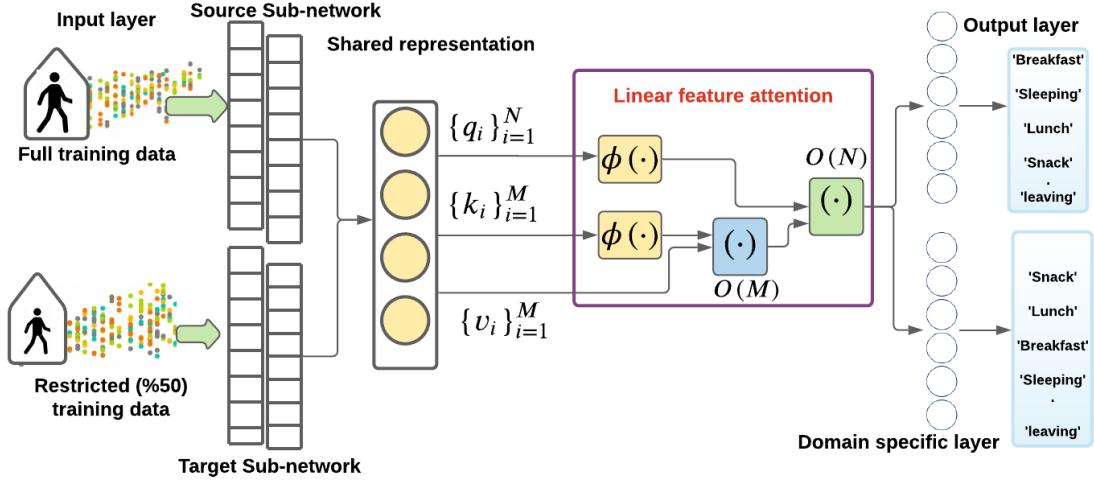 Input layer
Source Sub-network
Shared representation
Full training data
Restricted (%50)
training data
Target Sub-network
{q_i}_{i=1}^N
{k_i}_{i=1}^M
{v_i}_{i=1}^M
Linear feature attention
ϕ(·)
ϕ(·)
(·)
O(M)
O(N)
(·)
Output layer
'Breakfast'
'Sleeping'
'Lunch'
'Snack'
.
'leaving'
'Snack'
'Lunch'
'Breakfast'
'Sleeping'
.
'leaving'
Domain specific layer